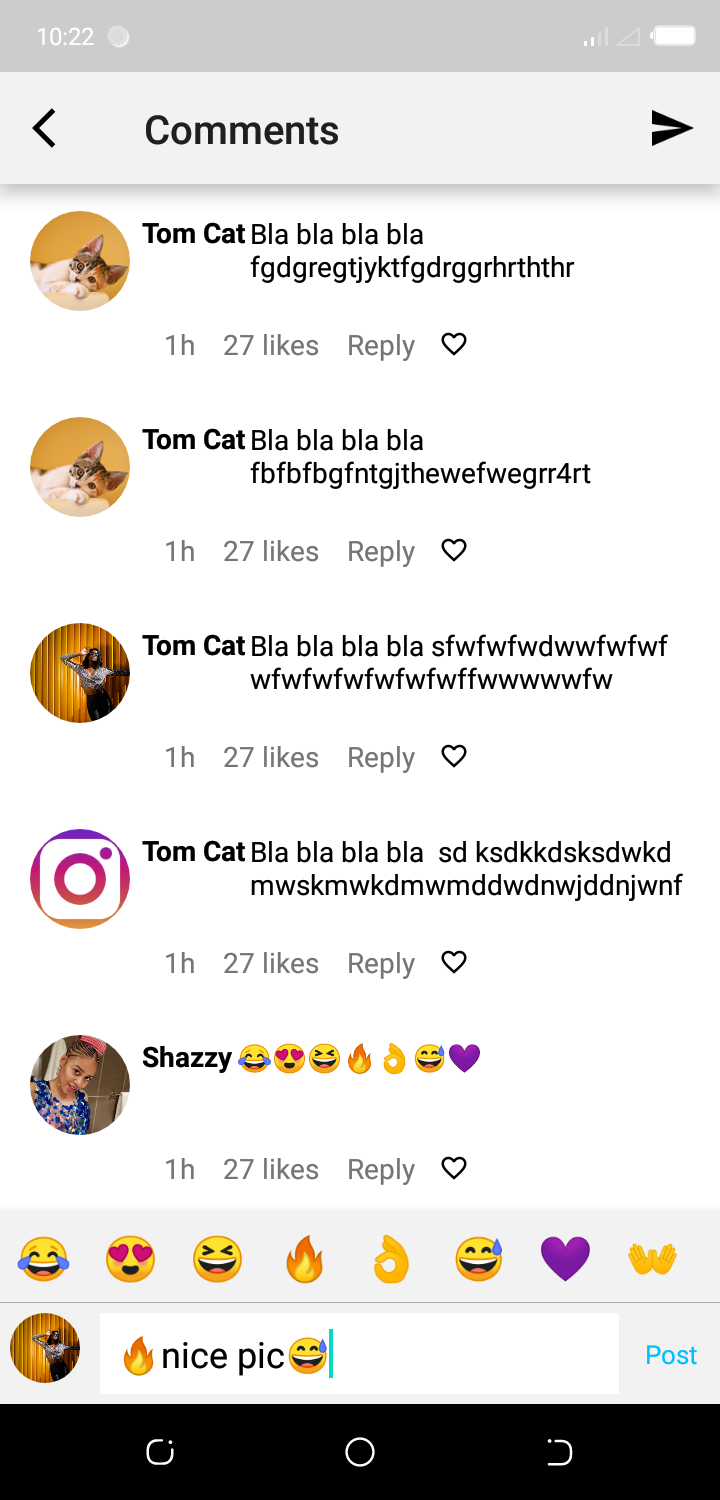 10:22
Comments
Tom Cat Bla bla bla bla
fgdgregtjyktfgdrggrhrththr
1h 27 likes Reply
Tom Cat Bla bla bla bla
fbfbfbgfntgjthewefwegrr4rt
1h 27 likes Reply
Tom Cat Bla bla bla bla sfwfwfwdwwfwfwf
wfwfwfwfwfwfwffwwwwwfw
1h 27 likes Reply
Tom Cat Bla bla bla bla  sd ksdkkdsksdwkd
mwskmwkdmwmddwdnwjddnjwnf
1h 27 likes Reply
Shazzy 😂😍😆🔥👌😅💜
1h 27 likes Reply
😂 😍 😆 🔥 👌 😅 💜 👐
🔥nice pic😅 Post